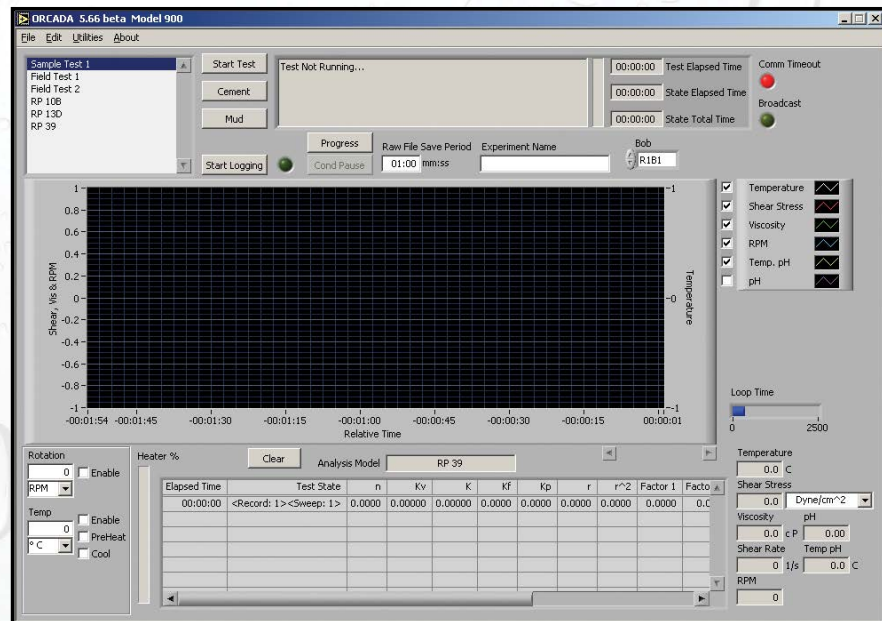 ORCADA 5.66 beta Model 900
File Edit Utilities About
Sample Test 1
Field Test 1
Field Test 2
RP 10B
RP 13D
RP 39
Start Test
Cement
Mud
Test Not Running...
00:00:00 Test Elapsed Time
00:00:00 State Elapsed Time
00:00:00 State Total Time
Comm Timeout
Broadcast
Start Logging
Progress
Cond Pause
Raw File Save Period
01:00 mm:ss
Experiment Name
Bob
R1B1
Shear, Vis & RPM
1
0.8
0.6
0.4
0.2
0
-0.2
-0.4
-0.6
-0.8
-1
1
0
-1
Temperature
-00:01:54 -00:01:45 -00:01:30 -00:01:15 -00:01:00 -00:00:45 -00:00:30 -00:00:15 00:00:01
Relative Time
Temperature
Shear Stress
Viscosity
RPM
Temp. pH
pH
Loop Time
0 2500
Rotation
0 Enable
RPM
Temp
0 Enable
° C PreHeat
Cool
Heater %
Clear
Analysis Model RP 39
Elapsed Time Test State n Kv K Kf Kp r r^2 Factor 1 Facto
00:00:00 <Record: 1><Sweep: 1> 0.0000 0.00000 0.00000 0.0000 0.0000 0.0000 0.0000 0.0000 0.0
Temperature
0.0 C
Shear Stress
0.0 Dyne/cm^2
Viscosity pH
0.0 c P 0.00
Shear Rate Temp pH
0 1/s 0.0 C
RPM
0